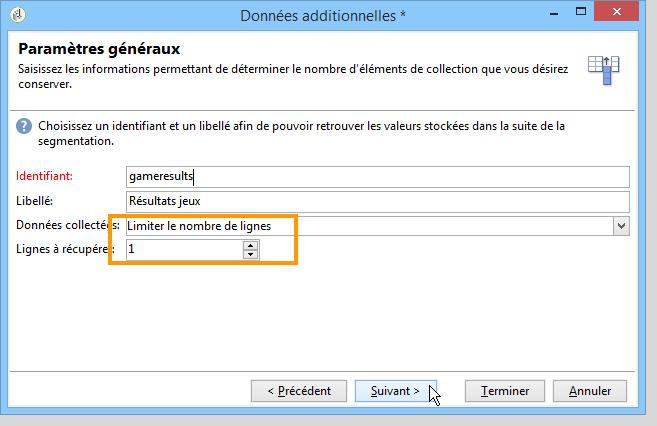 Données additionnelles *
Paramètres généraux
Saisissez les informations permettant de déterminer le nombre d'éléments de collection que vous désirez
conserver.
Choisissez un identifiant et un libellé afin de pouvoir retrouver les valeurs stockées dans la suite de la
segmentation.
Identifiant: gameresults
Libellé: Résultats jeux
Données collectées: Limiter le nombre de lignes
Lignes à récupérer: 1
< Précédent Suivant > Terminer Annuler